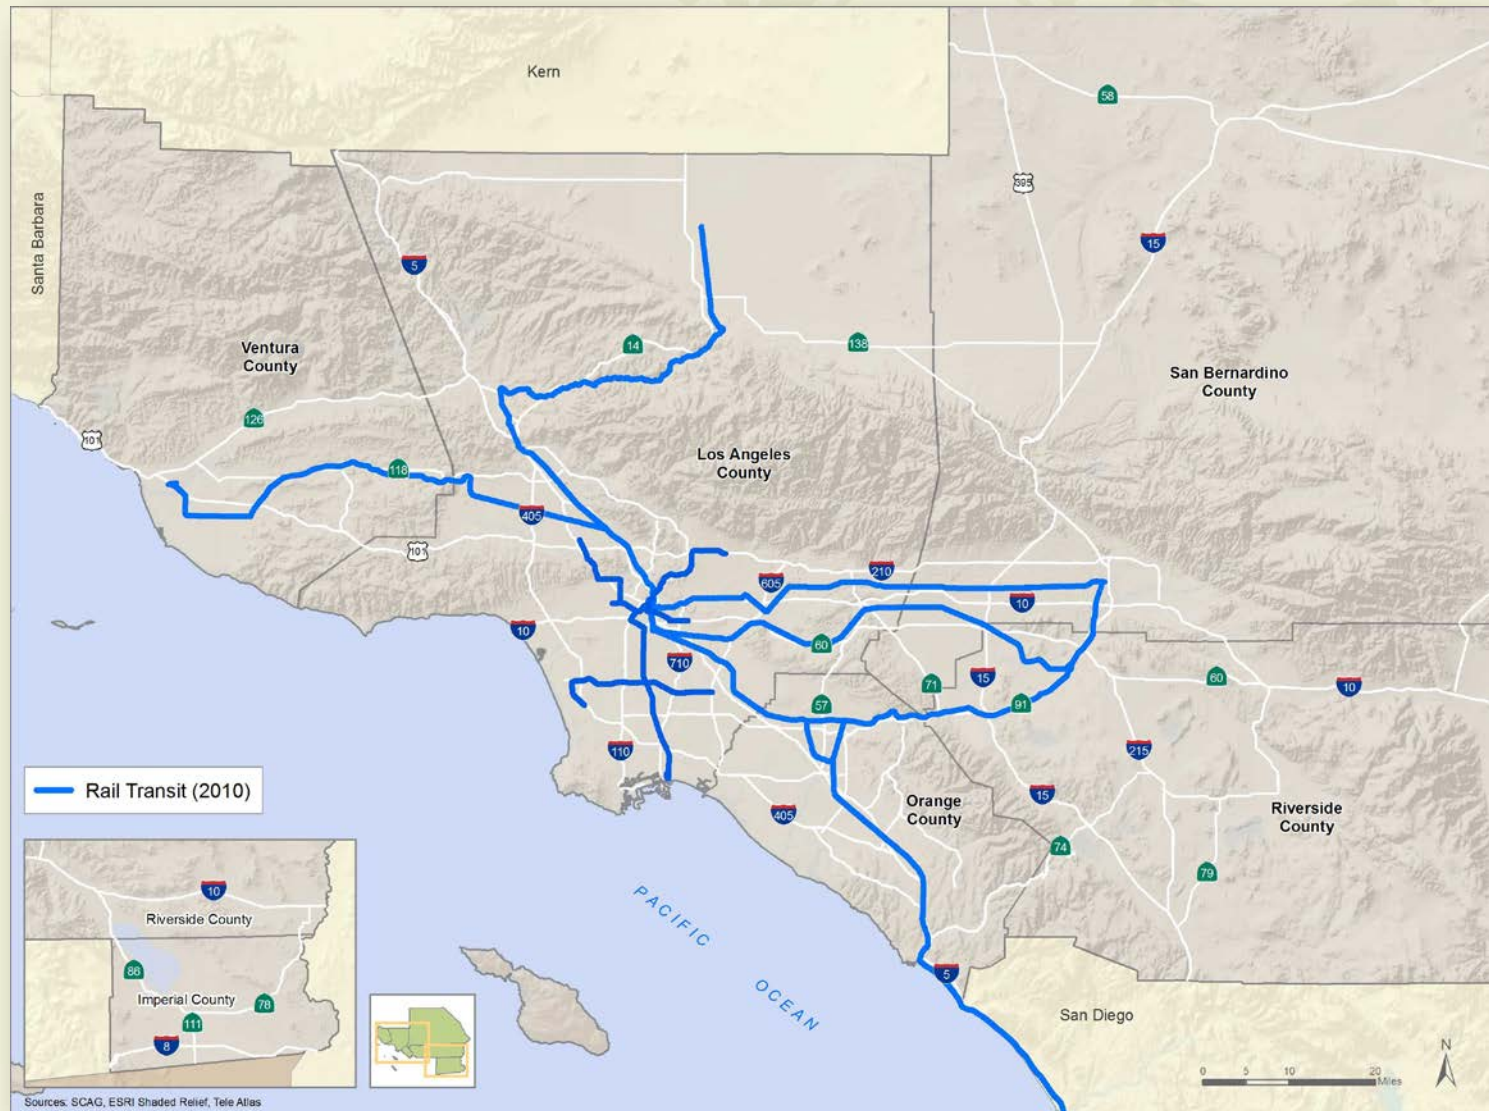 Kern
58
Santa Barbara
395
15
5
Ventura
County
14
138
San Bernardino
County
126
101
118
Los Angeles
County
405
101
210
605
10
10
60
710
71
15
60
10
57
91
110
215
Rail Transit (2010)
405
Orange
County
15
Riverside
County
74
79
10
Riverside County
PACIFIC
OCEAN
86
Imperial County
78
111
8
5
San Diego
N
0 5 10 20
Miles
Sources: SCAG, ESRI Shaded Relief, Tele Atlas